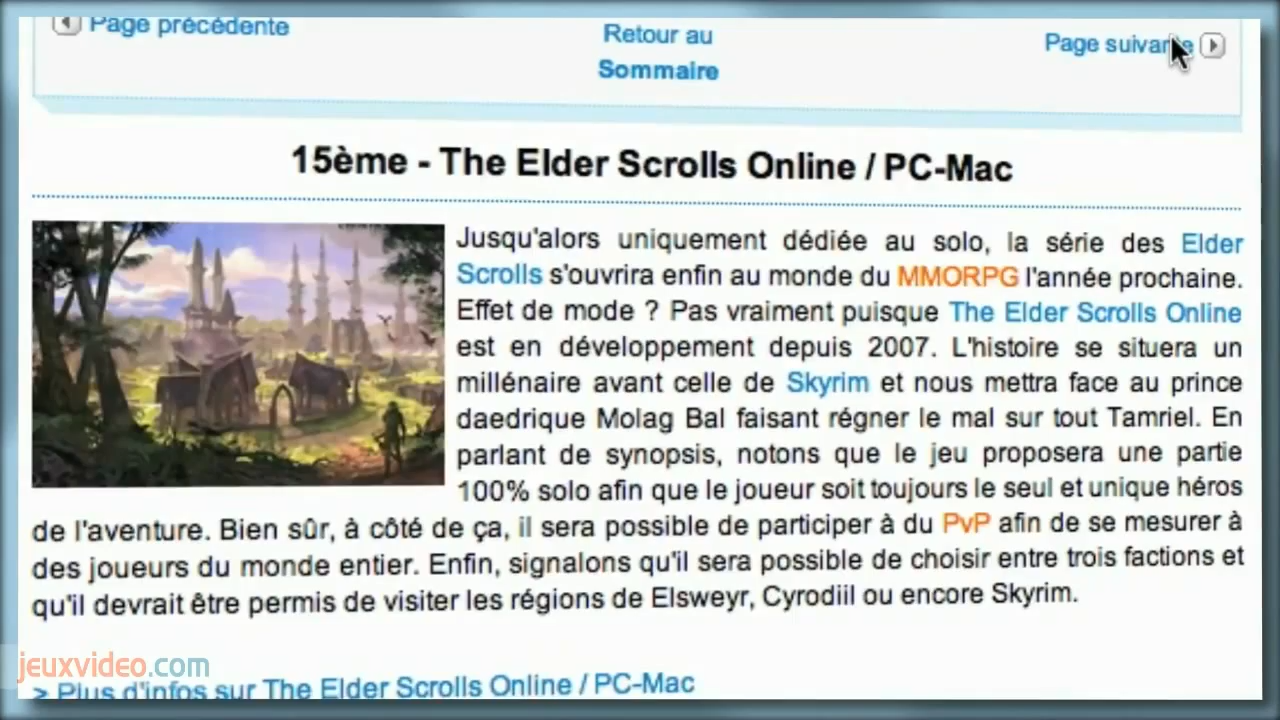 Page précédente
Retour au
Sommaire
Page suivante
15ème - The Elder Scrolls Online / PC-Mac
Jusqu'alors uniquement dédiée au solo, la série des Elder
Scrolls s'ouvrira enfin au monde du MMORPG l'année prochaine.
Effet de mode ? Pas vraiment puisque The Elder Scrolls Online
est en développement depuis 2007. L'histoire se situera un
millénaire avant celle de Skyrim et nous mettra face au prince
daedrique Molag Bal faisant régner le mal sur tout Tamriel. En
parlant de synopsis, notons que le jeu proposera une partie
100% solo afin que le joueur soit toujours le seul et unique héros
de l'aventure. Bien sûr, à côté de ça, il sera possible de participer à du PvP afin de se mesurer à
des joueurs du monde entier. Enfin, signalons qu'il sera possible de choisir entre trois factions et
qu'il devrait être permis de visiter les régions de Elsweyr, Cyrodiil ou encore Skyrim.
jeuxvideo.com
> Plus d'infos sur The Elder Scrolls Online / PC-Mac